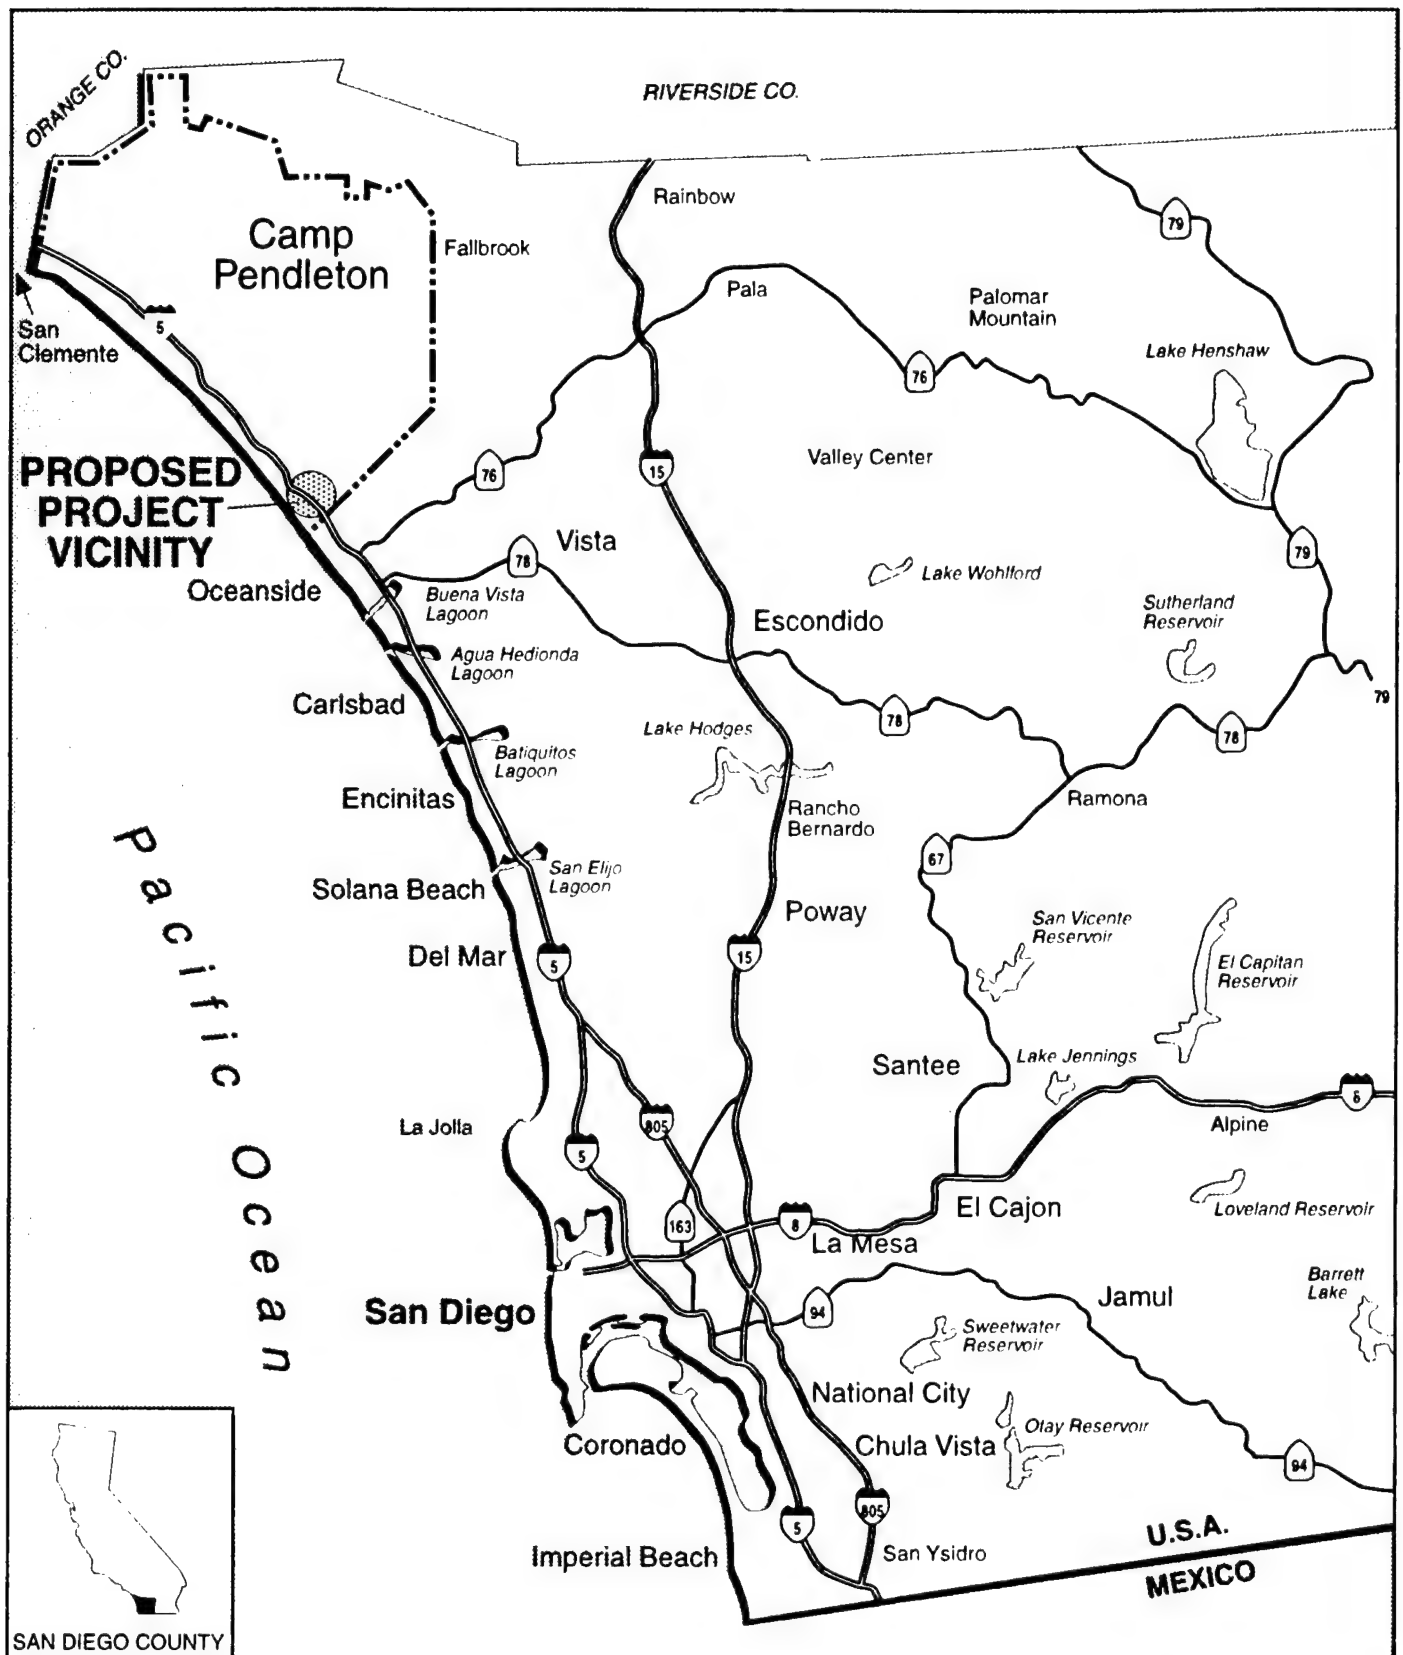 ORANGE CO.
RIVERSIDE CO.
Rainbow
Camp
Pendleton
Fallbrook
79
Pala
Palomar
Mountain
5
San
Clemente
Lake Henshaw
76
PROPOSED
PROJECT
VICINITY
76
15
Valley Center
Vista
78
79
Oceanside
Buena Vista
Lagoon
Lake Wohlford
Sutherland
Reservoir
Escondido
Agua Hedionda
Lagoon
Carlsbad
79
78
78
Lake Hodges
Batiquitos
Lagoon
Encinitas
Rancho
Bernardo
Ramona
67
San Elijo
Lagoon
Solana Beach
Poway
San Vicente
Reservoir
Del Mar
5
15
El Capitan
Reservoir
Pacific Ocean
Santee
Lake Jennings
8
La Jolla
805
5
Alpine
163
8
El Cajon
Loveland Reservoir
La Mesa
Barrett
Lake
San Diego
94
Jamul
Sweetwater
Reservoir
National City
Otay Reservoir
Coronado
Chula Vista
94
805
5
Imperial Beach
San Ysidro
U.S.A.
MEXICO
SAN DIEGO COUNTY